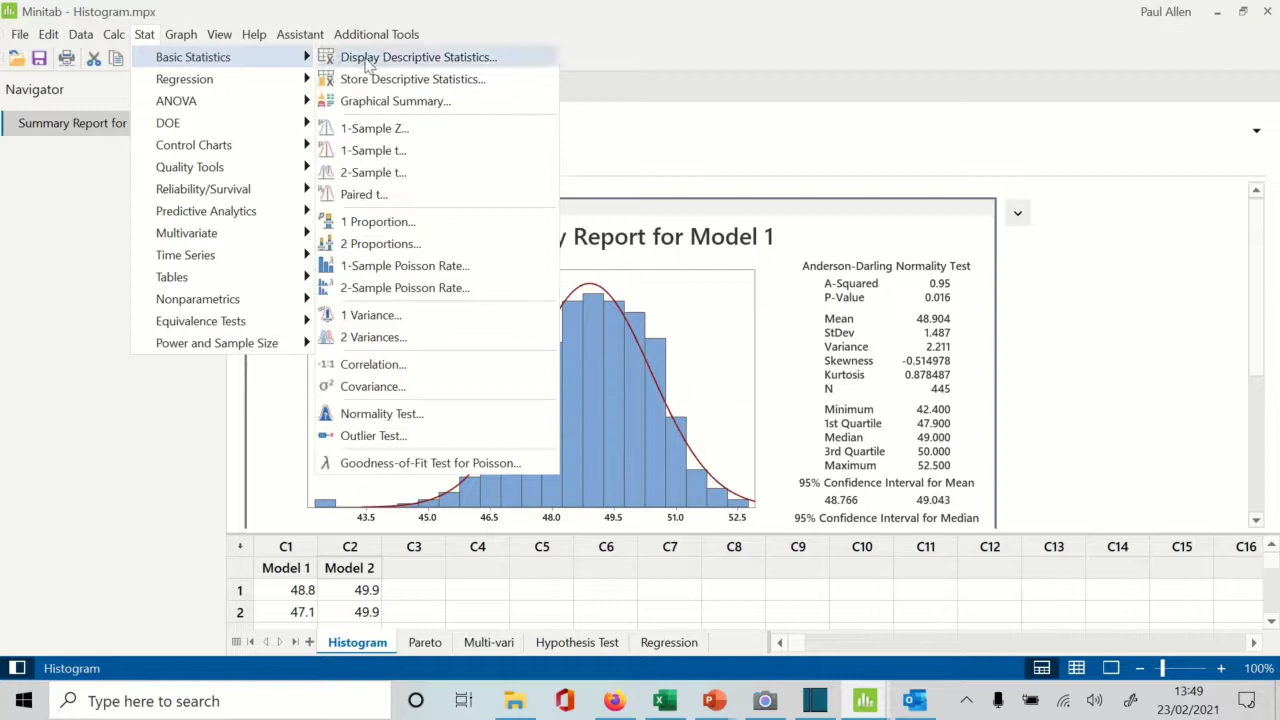 Minitab - Histogram.mpx
Paul Allen
File Edit Data Calc Stat Graph View Help Assistant Additional Tools
Navigator
Summary Report for
Basic Statistics
Regression
ANOVA
DOE
Control Charts
Quality Tools
Reliability/Survival
Predictive Analytics
Multivariate
Time Series
Tables
Nonparametrics
Equivalence Tests
Power and Sample Size
Display Descriptive Statistics...
Store Descriptive Statistics...
Graphical Summary...
1-Sample Z...
1-Sample t...
2-Sample t...
Paired t...
1 Proportion...
2 Proportions...
1-Sample Poisson Rate...
2-Sample Poisson Rate...
1 Variance...
2 Variances...
Correlation...
Covariance...
Normality Test...
Outlier Test...
Goodness-of-Fit Test for Poisson...
y Report for Model 1
Anderson-Darling Normality Test
A-Squared 0.95
P-Value 0.016
Mean 48.904
StDev 1.487
Variance 2.211
Skewness -0.514978
Kurtosis 0.878487
N 445
Minimum 42.400
1st Quartile 47.900
Median 49.000
3rd Quartile 50.000
Maximum 52.500
95% Confidence Interval for Mean
48.766 49.043
95% Confidence Interval for Median
43.5 45.0 46.5 48.0 49.5 51.0 52.5
C1 C2 C3 C4 C5 C6 C7 C8 C9 C10 C11 C12 C13 C14 C15 C16
Model 1 Model 2
1 48.8 49.9
2 47.1 49.9
Histogram Pareto Multi-vari Hypothesis Test Regression
Histogram
100%
Type here to search
13:49
23/02/2021